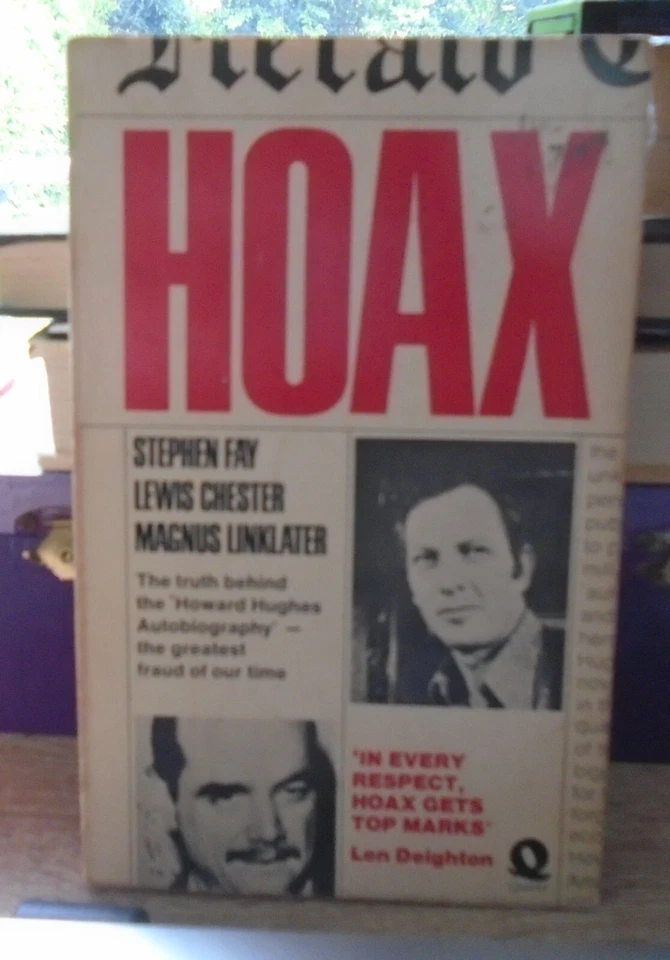 Herald
HOAX
STEPHEN FAY
LEWIS CHESTER
MAGNUS LINKLATER
The truth behind
the 'Howard Hughes
Autobiography' —
the greatest
fraud of our time
'IN EVERY
RESPECT,
HOAX GETS
TOP MARKS'
Len Deighton